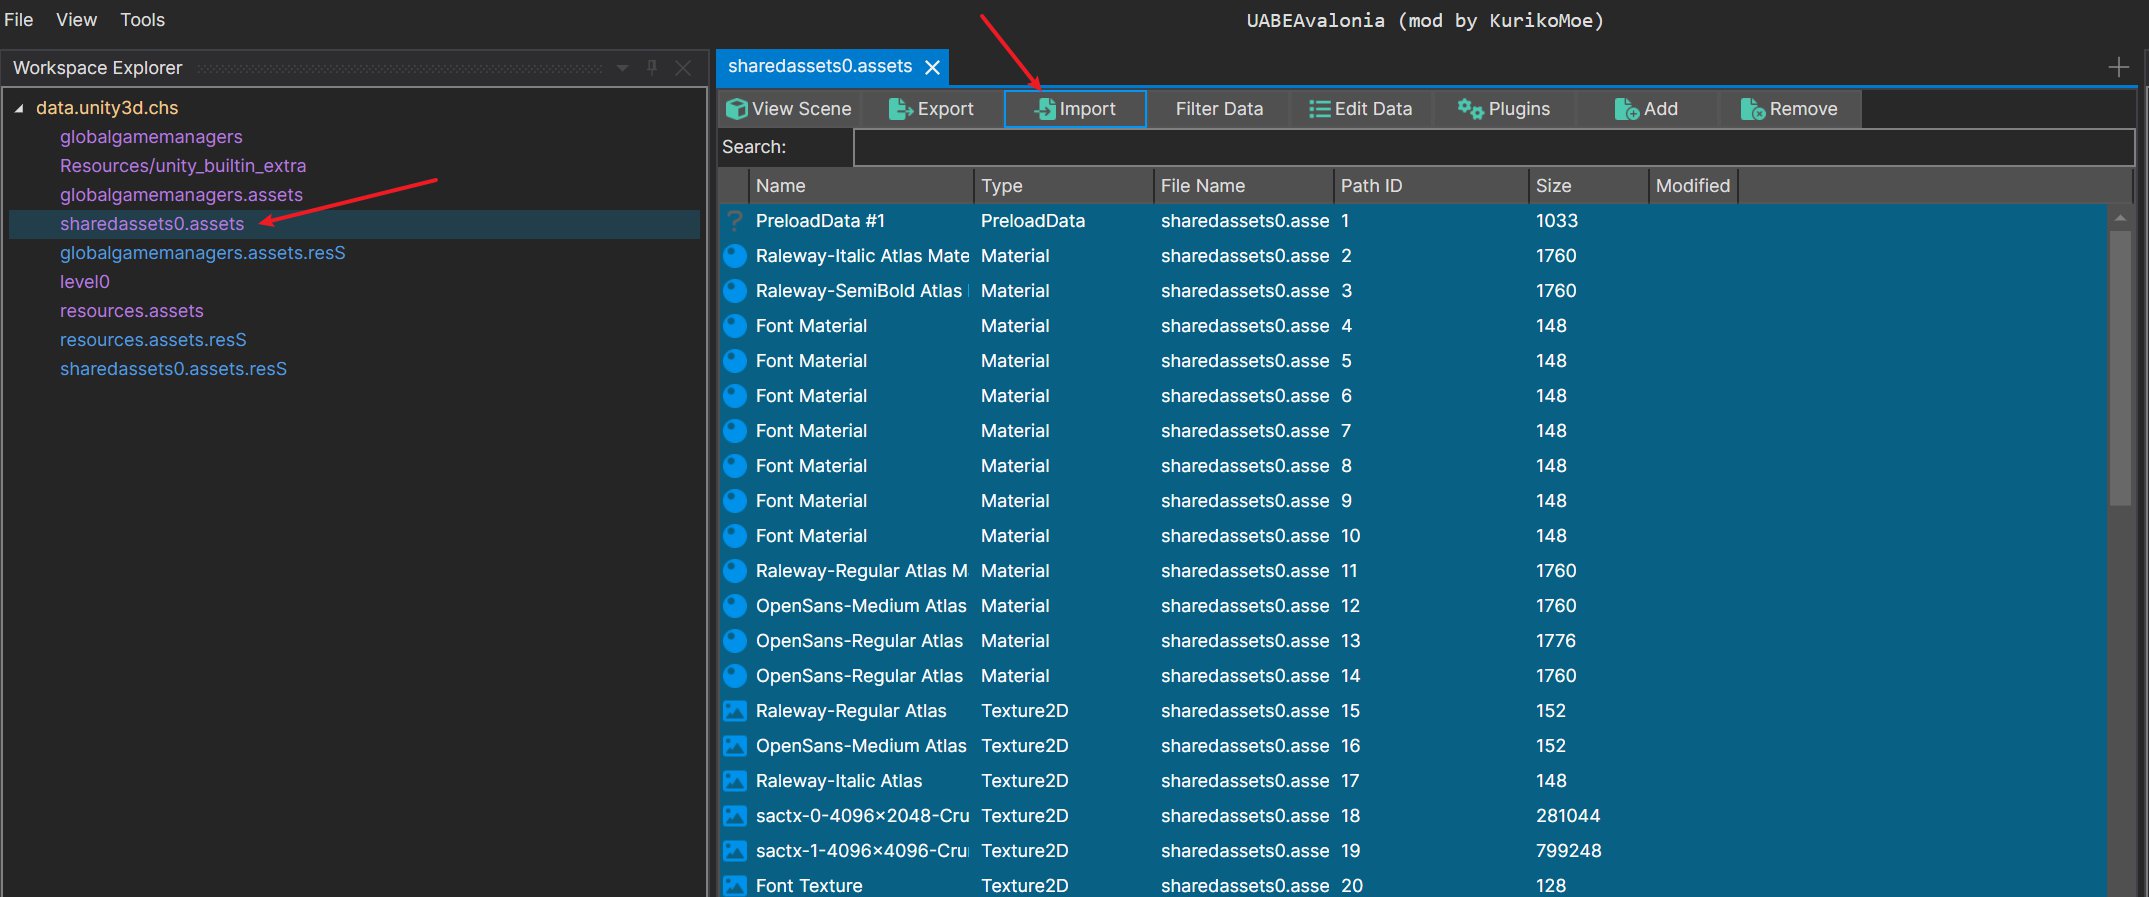 File View Tools
UABEAvalonia (mod by KurikoMoe)
Workspace Explorer
data.unity3d.chs
globalgamemanagers
Resources/unity_builtin_extra
globalgamemanagers.assets
sharedassets0.assets
globalgamemanagers.assets.resS
level0
resources.assets
resources.assets.resS
sharedassets0.assets.resS
sharedassets0.assets
View Scene Export Import Filter Data Edit Data Plugins Add Remove
Search:
Name Type File Name Path ID Size Modified
PreloadData #1 PreloadData sharedassets0.asse 1 1033
Raleway-Italic Atlas Mate Material sharedassets0.asse 2 1760
Raleway-SemiBold Atlas Material sharedassets0.asse 3 1760
Font Material Material sharedassets0.asse 4 148
Font Material Material sharedassets0.asse 5 148
Font Material Material sharedassets0.asse 6 148
Font Material Material sharedassets0.asse 7 148
Font Material Material sharedassets0.asse 8 148
Font Material Material sharedassets0.asse 9 148
Font Material Material sharedassets0.asse 10 148
Raleway-Regular Atlas M Material sharedassets0.asse 11 1760
OpenSans-Medium Atlas Material sharedassets0.asse 12 1760
OpenSans-Regular Atlas Material sharedassets0.asse 13 1776
OpenSans-Regular Atlas Material sharedassets0.asse 14 1760
Raleway-Regular Atlas Texture2D sharedassets0.asse 15 152
OpenSans-Medium Atlas Texture2D sharedassets0.asse 16 152
Raleway-Italic Atlas Texture2D sharedassets0.asse 17 148
sactx-0-4096×2048-Cru Texture2D sharedassets0.asse 18 281044
sactx-1-4096×4096-Cru Texture2D sharedassets0.asse 19 799248
Font Texture Texture2D sharedassets0.asse 20 128